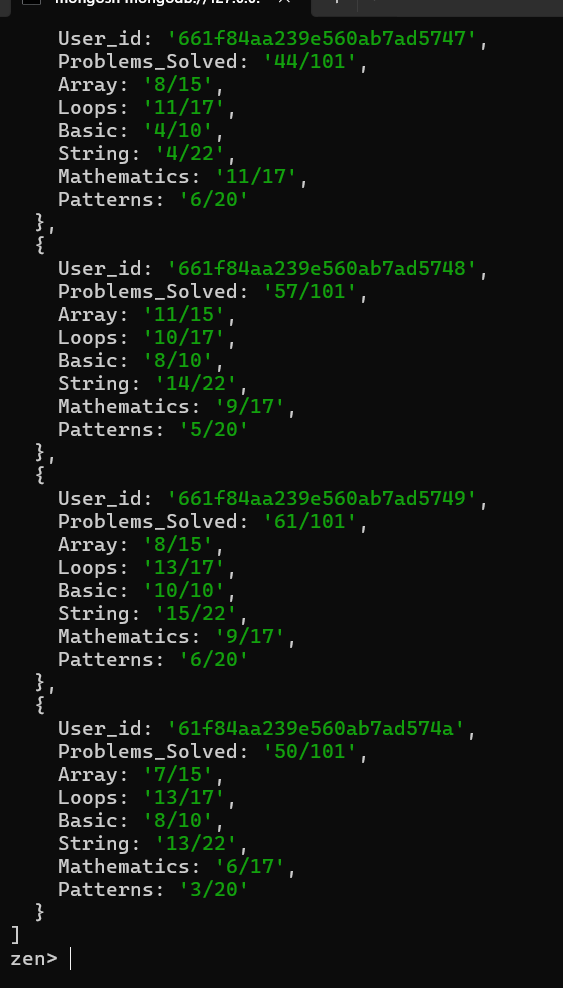 mongosh mongodb://127.0.0.
User_id: '661f84aa239e560ab7ad5747',
Problems_Solved: '44/101',
Array: '8/15',
Loops: '11/17',
Basic: '4/10',
String: '4/22',
Mathematics: '11/17',
Patterns: '6/20'
},
{
User_id: '661f84aa239e560ab7ad5748',
Problems_Solved: '57/101',
Array: '11/15',
Loops: '10/17',
Basic: '8/10',
String: '14/22',
Mathematics: '9/17',
Patterns: '5/20'
},
{
User_id: '661f84aa239e560ab7ad5749',
Problems_Solved: '61/101',
Array: '8/15',
Loops: '13/17',
Basic: '10/10',
String: '15/22',
Mathematics: '9/17',
Patterns: '6/20'
},
{
User_id: '61f84aa239e560ab7ad574a',
Problems_Solved: '50/101',
Array: '7/15',
Loops: '13/17',
Basic: '8/10',
String: '13/22',
Mathematics: '6/17',
Patterns: '3/20'
}
]
zen>